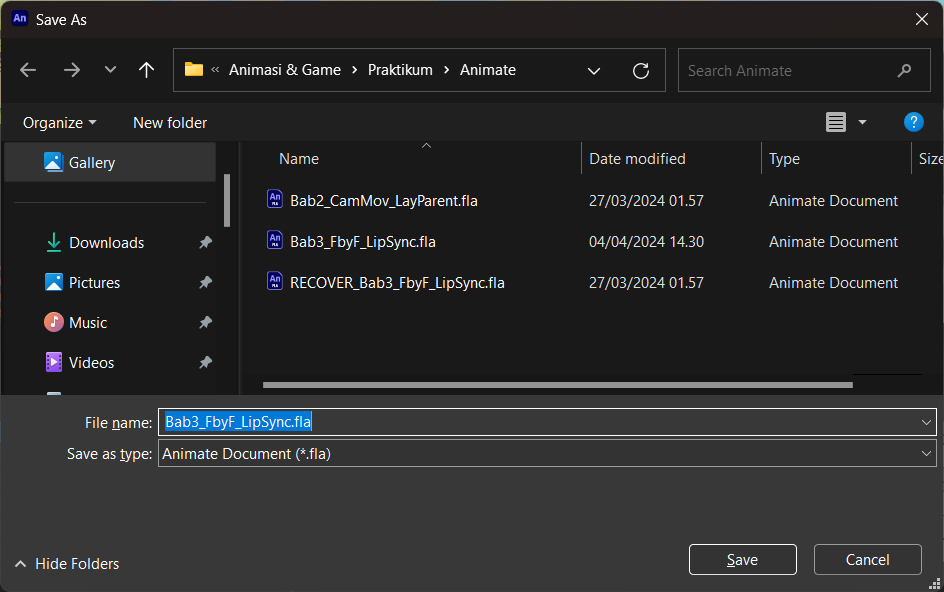 An Save As
« Animasi & Game > Praktikum > Animate
Search Animate
Organize New folder
?
Gallery
Downloads
Pictures
Music
Videos
Name Date modified Type Size
Bab2_CamMov_LayParent.fla 27/03/2024 01.57 Animate Document
Bab3_FbyF_LipSync.fla 04/04/2024 14.30 Animate Document
RECOVER_Bab3_FbyF_LipSync.fla 27/03/2024 01.57 Animate Document
File name: Bab3_FbyF_LipSync.fla
Save as type: Animate Document (*.fla)
Hide Folders
Save Cancel